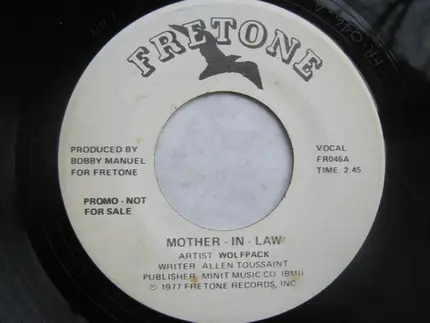 FRETONE
PRODUCED BY
BOBBY MANUEL
FOR FRETONE
PROMO - NOT
FOR SALE
VOCAL
FR046A
TIME: 2:45
MOTHER - IN - LAW
ARTIST WOLFPACK
WRITER ALLEN TOUSSAINT
PUBLISHER MINIT MUSIC CO (BMI)
© 1977 FRETONE RECORDS, INC